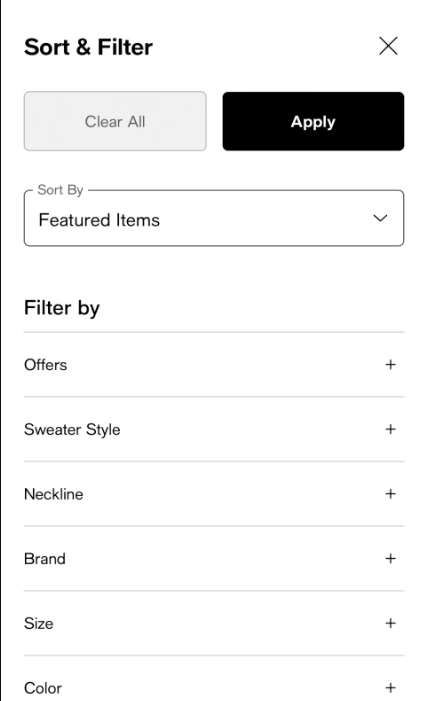 Sort & Filter
Clear All
Apply
Sort By
Featured Items
Filter by
Offers
Sweater Style
Neckline
Brand
Size
Color